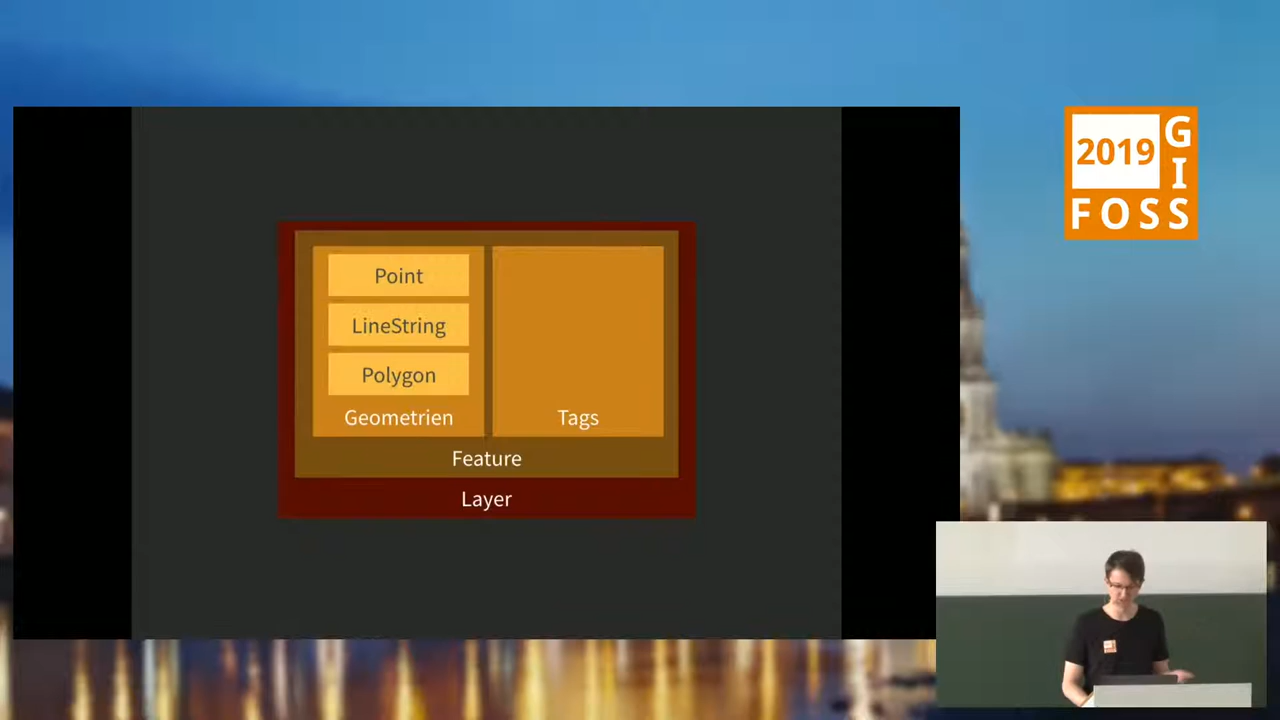 Point
LineString
Polygon
Geometrien
Tags
Feature
Layer
2019
G
I
FOSS